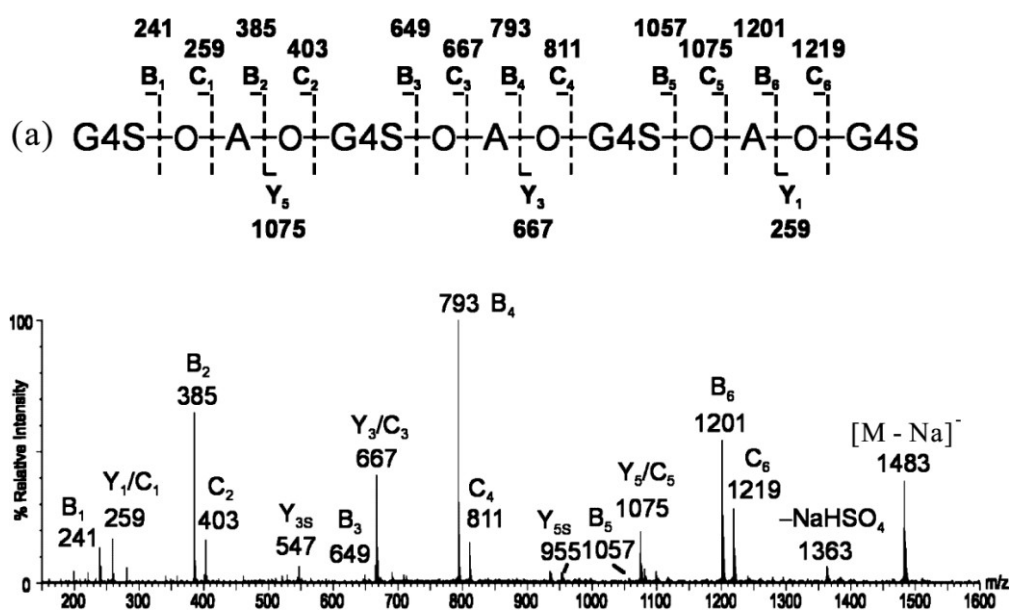 241 385 649 793 1057 1201
259 403 667 811 1075 1219
B₁ C₁ B₂ C₂ B₃ C₃ B₄ C₄ B₅ C₅ B₆ C₆
(a) G4S O A O G4S O A O G4S O A O G4S
Y₅ Y₃ Y₁
1075 667 259
793 B₄
100
% Relative Intensity
0
B₂
385
B₆
1201
[M - Na]⁻
1483
Y₃/C₃
667
Y₁/C₁
259
B₁
241
C₂
403
Y₃S
547
B₃
649
C₄
811
Y₅S
955
B₅
1057
Y₅/C₅
1075
C₆
1219
–NaHSO₄
1363
200 300 400 500 600 700 800 900 1000 1100 1200 1300 1400 1500 1600 m/z